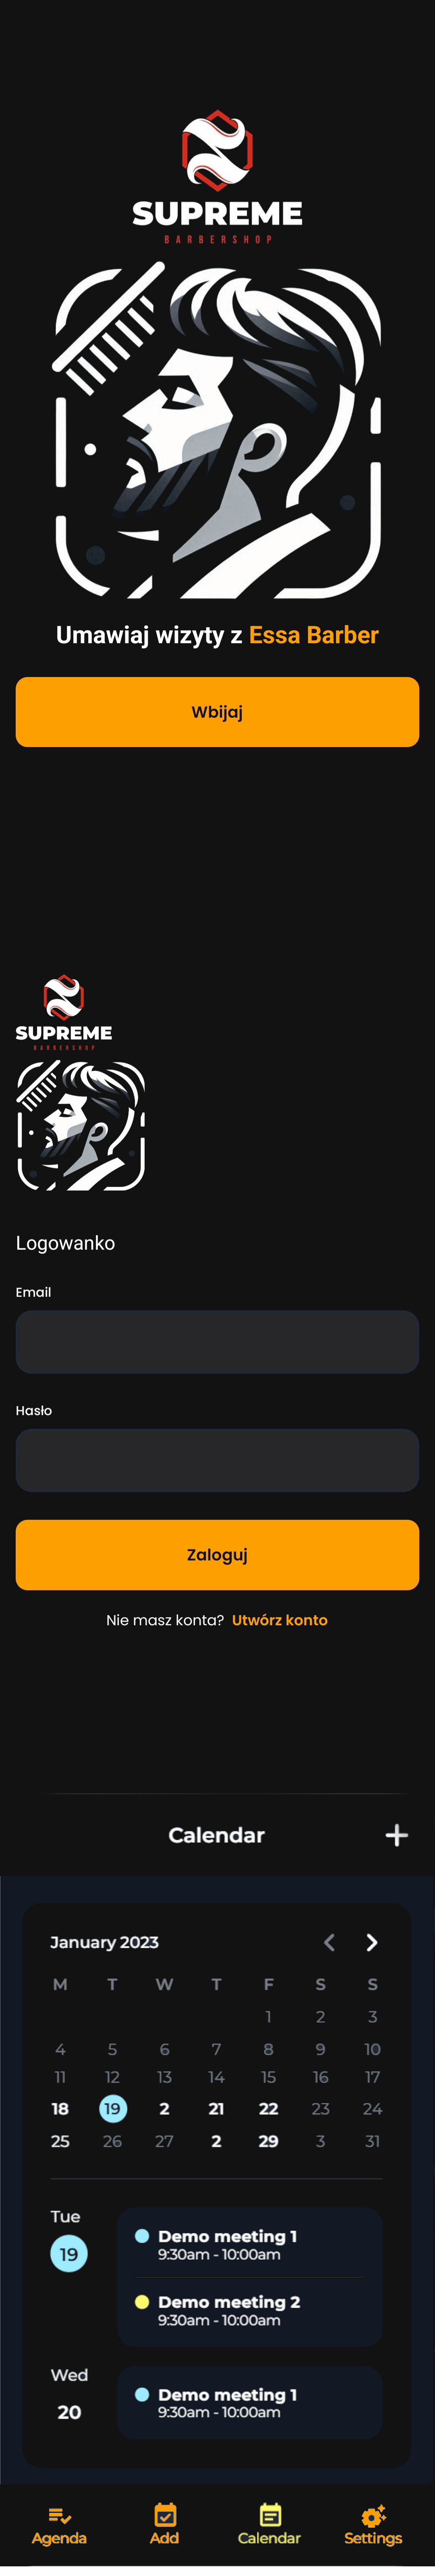 SUPREME
BARBERSHOP
Umawiaj wizyty z Essa Barber
Wbijaj
SUPREME
BARBERSHOP
Logowanko
Email
Hasło
Zaloguj
Nie masz konta? Utwórz konto
Calendar
January 2023
M T W T F S S
1 2 3
4 5 6 7 8 9 10
11 12 13 14 15 16 17
18 19 2 21 22 23 24
25 26 27 2 29 3 31
Tue
19
Demo meeting 1
9:30am - 10:00am
Demo meeting 2
9:30am - 10:00am
Wed
20
Demo meeting 1
9:30am - 10:00am
Agenda Add Calendar Settings